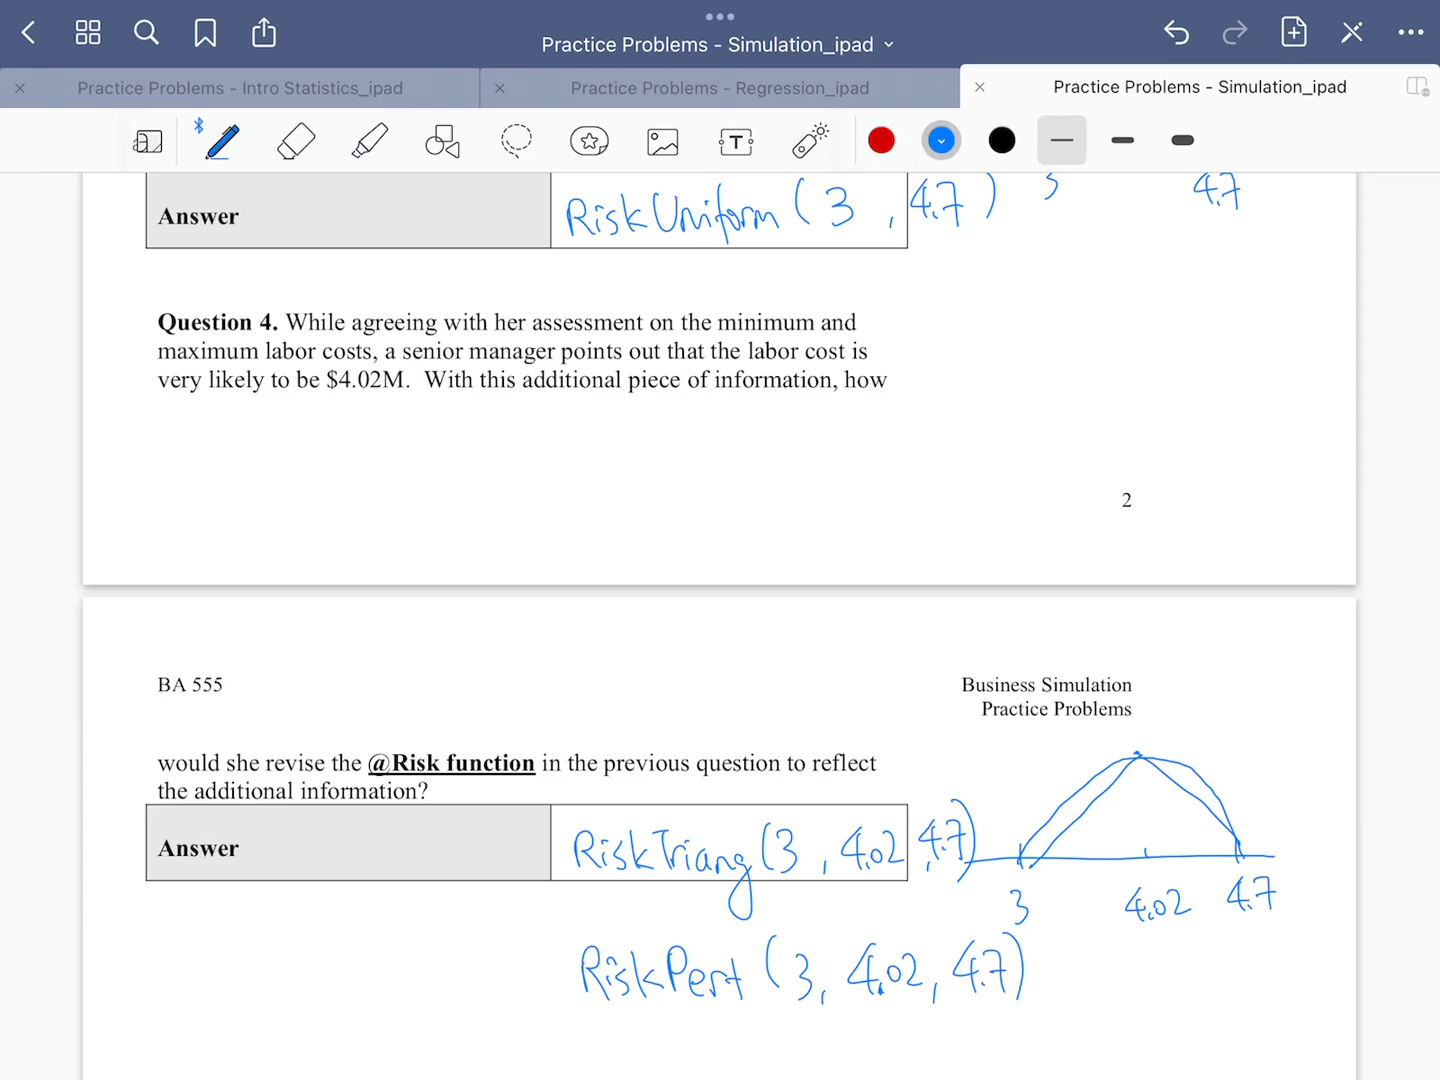 Practice Problems - Simulation_ipad
Practice Problems - Intro Statistics_ipad
Practice Problems - Regression_ipad
Practice Problems - Simulation_ipad
T
Answer
RiskUniform ( 3 , 4.7 )
3
4.7
Question 4. While agreeing with her assessment on the minimum and
maximum labor costs, a senior manager points out that the labor cost is
very likely to be $4.02M. With this additional piece of information, how
2
BA 555
Business Simulation
Practice Problems
would she revise the @Risk function in the previous question to reflect
the additional information?
Answer
RiskTriang (3 , 4.02 , 4.7)
3
4.02
4.7
RiskPert (3, 4.02, 4.7)